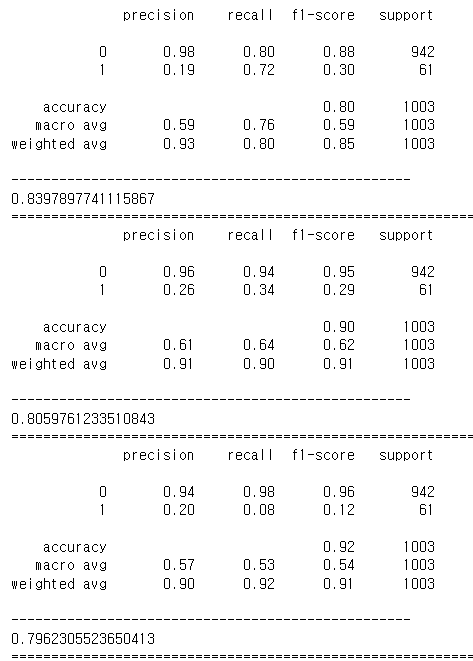 precision recall f1-score support
0 0.98 0.80 0.88 942
1 0.19 0.72 0.30 61
accuracy 0.80 1003
macro avg 0.59 0.76 0.59 1003
weighted avg 0.93 0.80 0.85 1003
--------------------------------------------------
0.8397897741115867
==========================================================
precision recall f1-score support
0 0.96 0.94 0.95 942
1 0.26 0.34 0.29 61
accuracy 0.90 1003
macro avg 0.61 0.64 0.62 1003
weighted avg 0.91 0.90 0.91 1003
--------------------------------------------------
0.8059761233510843
==========================================================
precision recall f1-score support
0 0.94 0.98 0.96 942
1 0.20 0.08 0.12 61
accuracy 0.92 1003
macro avg 0.57 0.53 0.54 1003
weighted avg 0.90 0.92 0.91 1003
--------------------------------------------------
0.7962305523650413
==========================================================